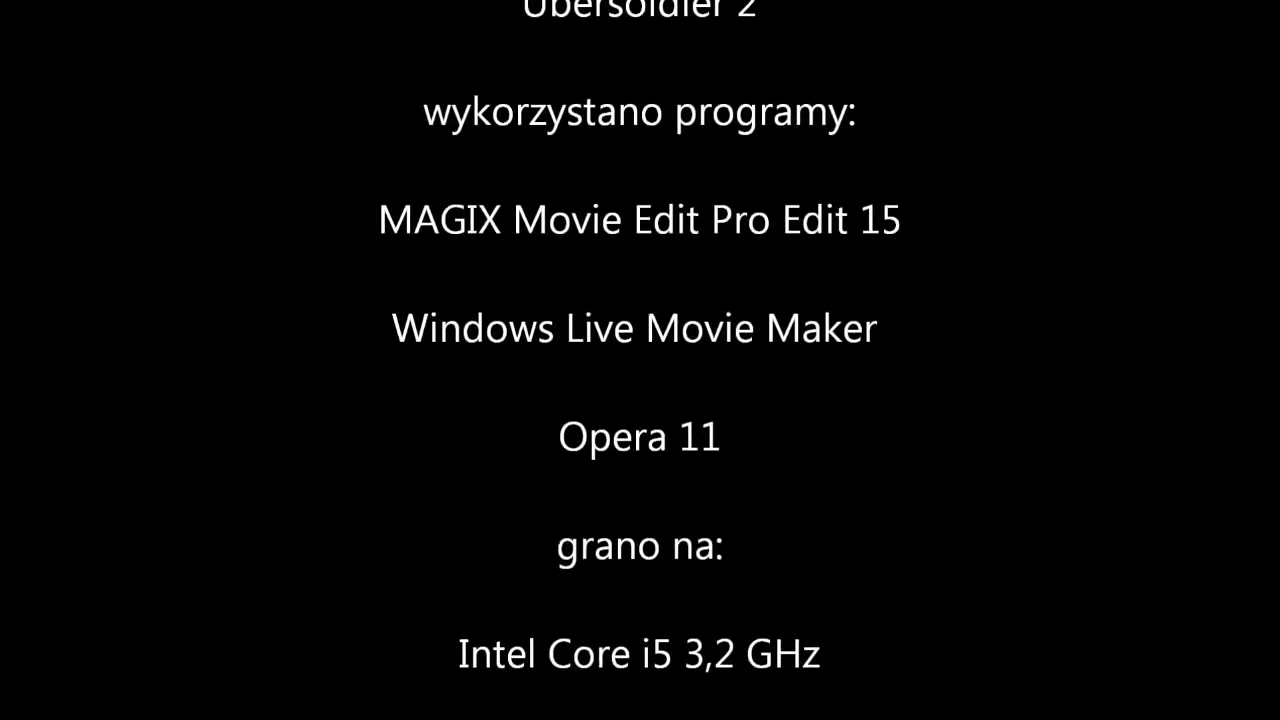 Übersoldier 2
wykorzystano programy:
MAGIX Movie Edit Pro Edit 15
Windows Live Movie Maker
Opera 11
grano na:
Intel Core i5 3,2 GHz